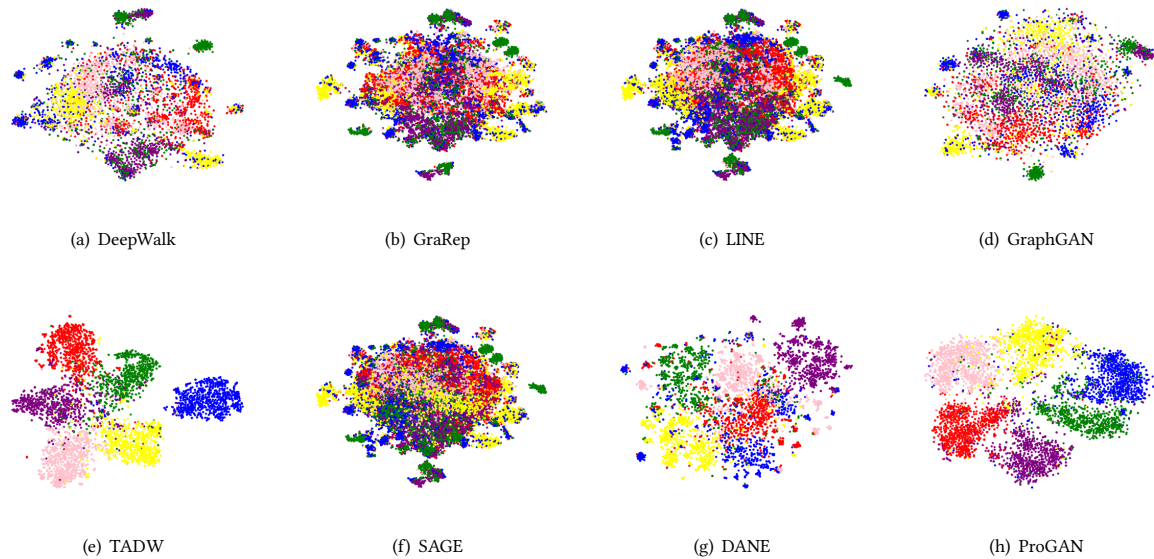 (a) DeepWalk
(b) GraRep
(c) LINE
(d) GraphGAN
(e) TADW
(f) SAGE
(g) DANE
(h) ProGAN